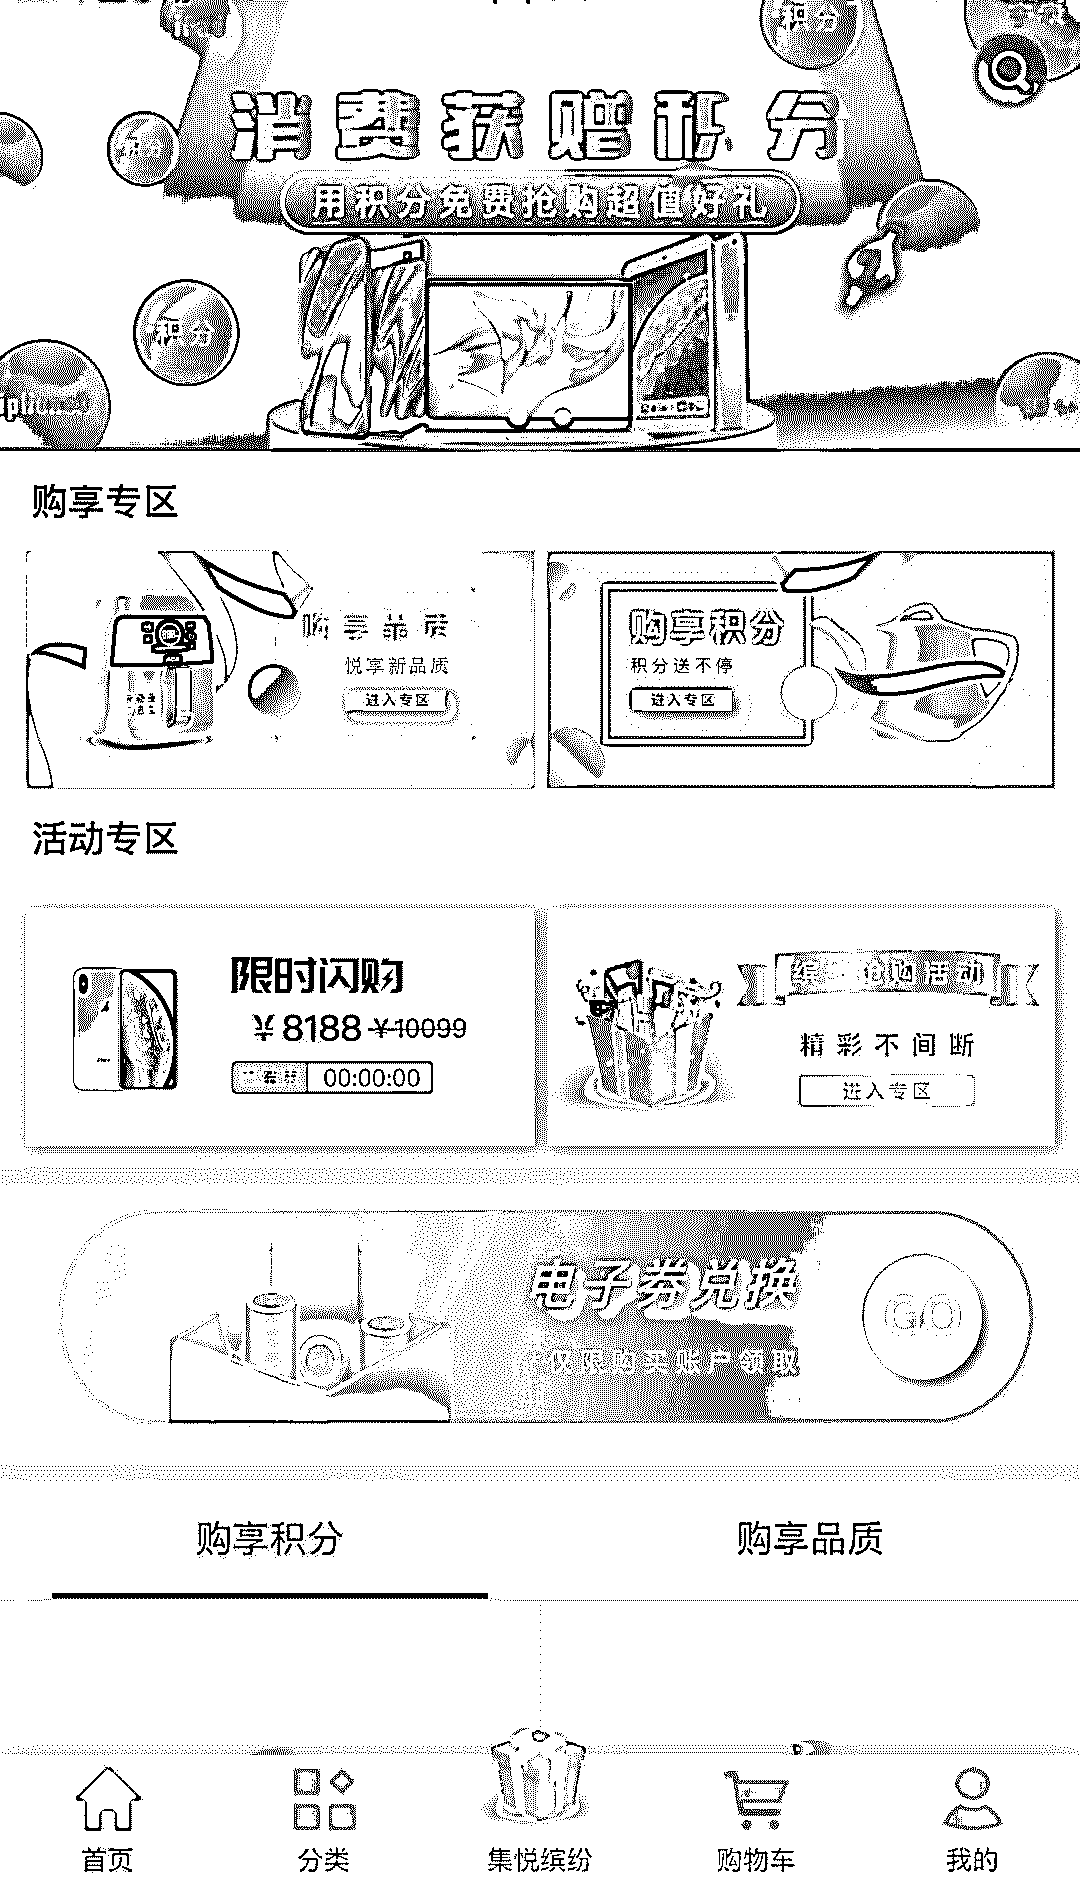 积分
消费获赠积分
积分
用积分免费抢购超值好礼
积分
购享专区
购享品质
悦享新品质
进入专区
购享积分
积分送不停
进入专区
活动专区
限时闪购
¥8188 ¥10099
00:00:00
抢购活动
精彩不间断
进入专区
电子券兑换
仅限购买账户领取
GO
购享积分
购享品质
首页
分类
集悦缤纷
购物车
我的